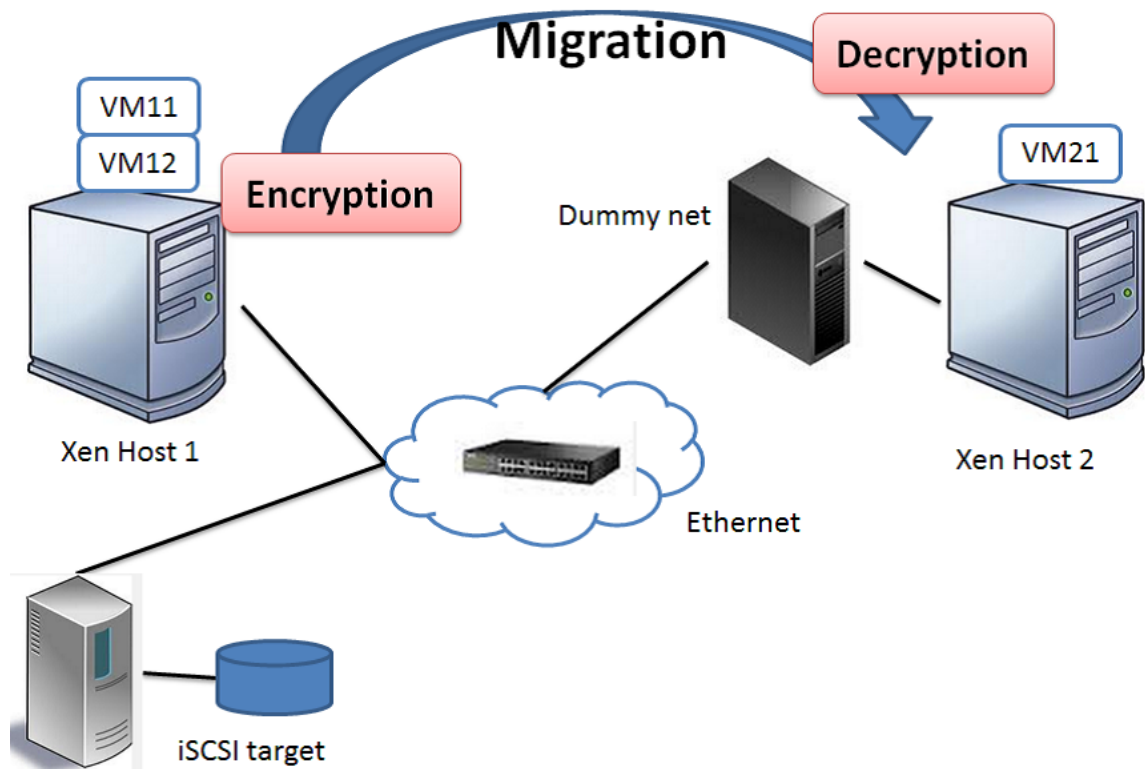 Migration
Decryption
VM11
VM12
VM21
Encryption
Dummy net
Xen Host 1
Xen Host 2
Ethernet
iSCSI target